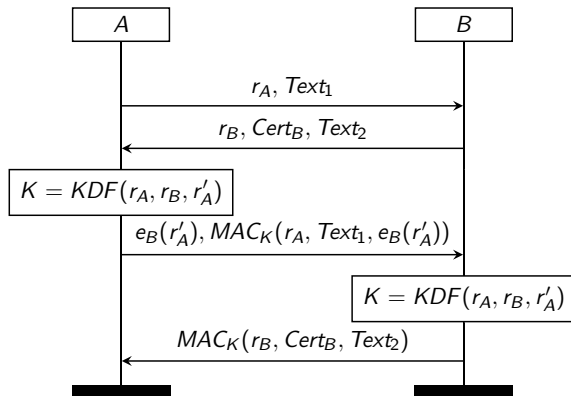 A
B
r_A, Text_1
r_B, Cert_B, Text_2
K = KDF(r_A, r_B, r'_A)
e_B(r'_A), MAC_K(r_A, Text_1, e_B(r'_A))
K = KDF(r_A, r_B, r'_A)
MAC_K(r_B, Cert_B, Text_2)